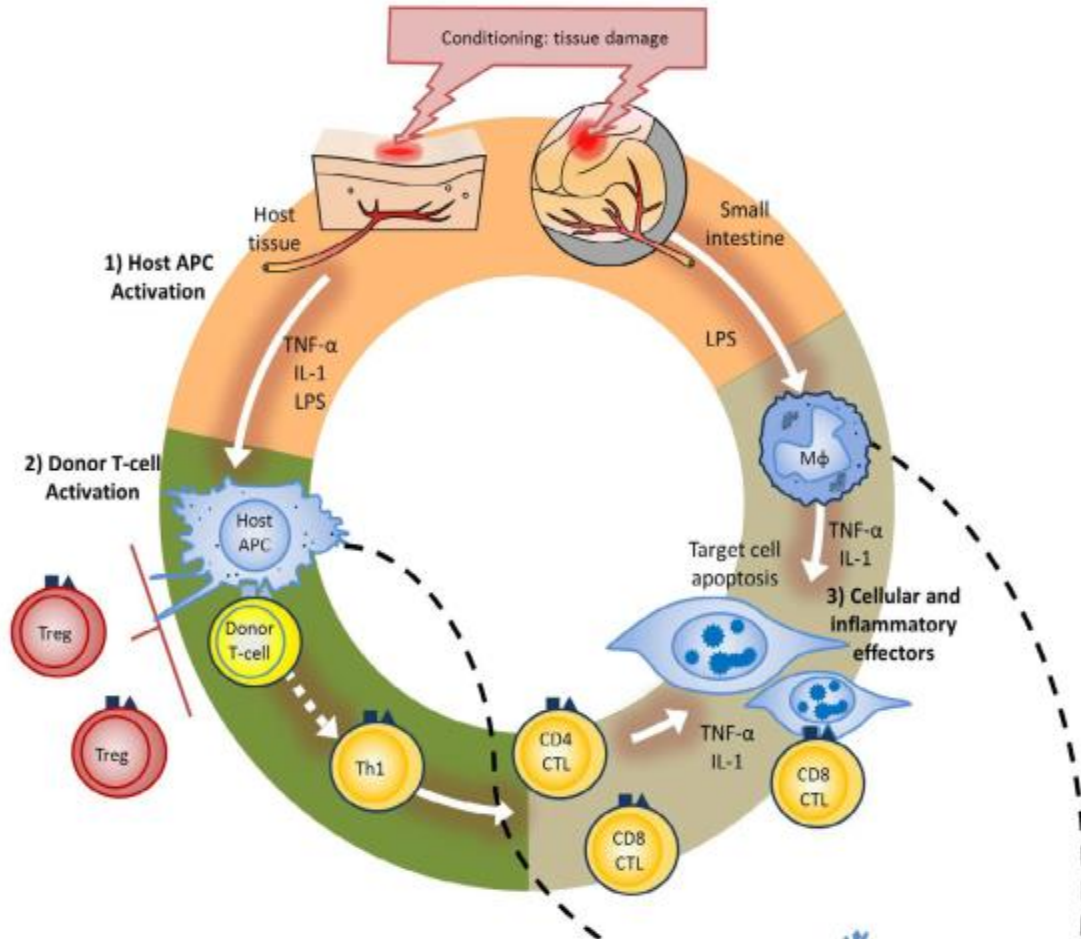 Conditioning: tissue damage
Host
tissue
Small
intestine
1) Host APC
Activation
TNF-α
IL-1
LPS
LPS
2) Donor T-cell
Activation
Host
APC
Mϕ
TNF-α
IL-1
Target cell
apoptosis
3) Cellular and
inflammatory
effectors
Treg
Donor
T-cell
Treg
Th1
CD4
CTL
TNF-α
IL-1
CD8
CTL
CD8
CTL